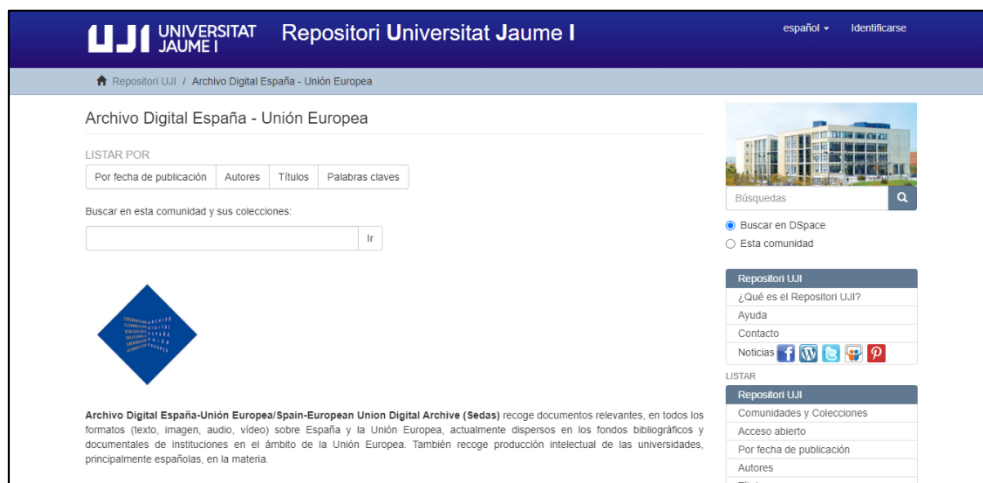 UJI UNIVERSITAT JAUME I
Repositori Universitat Jaume I
español
Identificarse
Repositori UJI / Archivo Digital España - Unión Europea
Archivo Digital España - Unión Europea
LISTAR POR
Por fecha de publicación Autores Títulos Palabras claves
Buscar en esta comunidad y sus colecciones:
Ir
Archivo Digital España-Unión Europea/Spain-European Union Digital Archive (Sedas) recoge documentos relevantes, en todos los
formatos (texto, imagen, audio, vídeo) sobre España y la Unión Europea, actualmente dispersos en los fondos bibliográficos y
documentales de instituciones en el ámbito de la Unión Europea. También recoge producción intelectual de las universidades,
principalmente españolas, en la materia.
Búsquedas
Buscar en DSpace
Esta comunidad
Repositori UJI
¿Qué es el Repositori UJI?
Ayuda
Contacto
Noticias
LISTAR
Repositori UJI
Comunidades y Colecciones
Acceso abierto
Por fecha de publicación
Autores